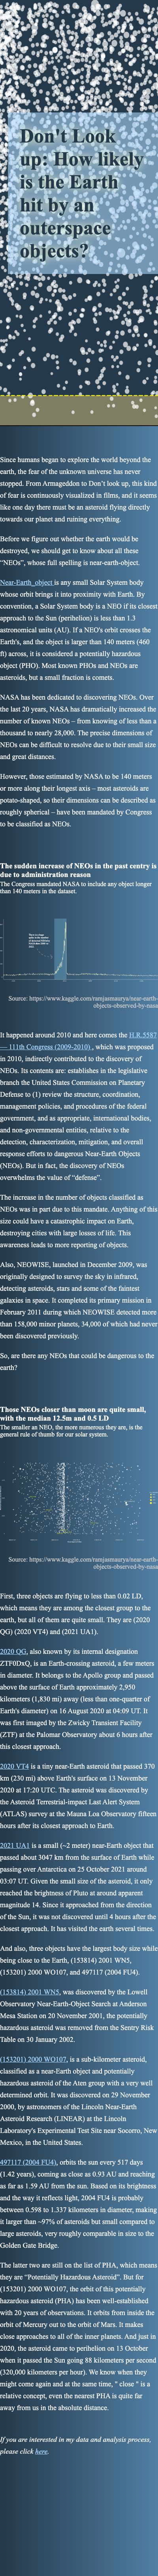 Don't Look
up: How likely
is the Earth
hit by an
outerspace
objects?
Since humans began to explore the world beyond the
earth, the fear of the unknown universe has never
stopped. From Armageddon to Don't look up, this kind
of fear is continuously visualized in films, and it seems
like one day there must be an asteroid flying directly
towards our planet and ruining everything.
Before we figure out whether the earth would be
destroyed, we should get to know about all these
“NEOs”, whose full spelling is near-earth-object.
Near-Earth_object is any small Solar System body
whose orbit brings it into proximity with Earth. By
convention, a Solar System body is a NEO if its closest
approach to the Sun (perihelion) is less than 1.3
astronomical units (AU). If a NEO's orbit crosses the
Earth's, and the object is larger than 140 meters (460
ft) across, it is considered a potentially hazardous
object (PHO). Most known PHOs and NEOs are
asteroids, but a small fraction is comets.
NASA has been dedicated to discovering NEOs. Over
the last 20 years, NASA has dramatically increased the
number of known NEOs – from knowing of less than a
thousand to nearly 28,000. The precise dimensions of
NEOs can be difficult to resolve due to their small size
and great distances.
However, those estimated by NASA to be 140 meters
or more along their longest axis – most asteroids are
potato-shaped, so their dimensions can be described as
roughly spherical – have been mandated by Congress
to be classified as NEOs.
The sudden increase of NEOs in the past centry is
due to administration reason
The Congress mandated NASA to include any object longer
than 140 meters in the dataset.
Source: https://www.kaggle.com/ramjasmaurya/near-earth-
objects-observed-by-nasa
It happened around 2010 and here comes the H.R.5587
— 111th Congress (2009-2010) , which was proposed
in 2010, indirectly contributed to the discovery of
NEOs. Its contents are: establishes in the legislative
branch the United States Commission on Planetary
Defense to (1) review the structure, coordination,
management policies, and procedures of the federal
government, and as appropriate, international bodies,
and non-governmental entities, relative to the
detection, characterization, mitigation, and overall
response efforts to dangerous Near-Earth Objects
(NEOs). But in fact, the discovery of NEOs
overwhelms the value of “defense”.
The increase in the number of objects classified as
NEOs was in part due to this mandate. Anything of this
size could have a catastrophic impact on Earth,
destroying cities with large losses of life. This
awareness leads to more reporting of objects.
Also, NEOWISE, launched in December 2009, was
originally designed to survey the sky in infrared,
detecting asteroids, stars and some of the faintest
galaxies in space. It completed its primary mission in
February 2011 during which NEOWISE detected more
than 158,000 minor planets, 34,000 of which had never
been discovered previously.
So, are there any NEOs that could be dangerous to the
earth?
Those NEOs closer than moon are quite small,
with the median 12.5m and 0.5 LD
The smaller an NEO, the more numerous they are, is the
general rule of thumb for our solar system.
Source: https://www.kaggle.com/ramjasmaurya/near-earth-
objects-observed-by-nasa
First, three objects are flying to less than 0.02 LD,
which means they are among the closest group to the
earth, but all of them are quite small. They are (2020
QG) (2020 VT4) and (2021 UA1).
2020 QG, also known by its internal designation
ZTF0DxQ, is an Earth-crossing asteroid, a few meters
in diameter. It belongs to the Apollo group and passed
above the surface of Earth approximately 2,950
kilometers (1,830 mi) away (less than one-quarter of
Earth's diameter) on 16 August 2020 at 04:09 UT. It
was first imaged by the Zwicky Transient Facility
(ZTF) at the Palomar Observatory about 6 hours after
this closest approach.
2020 VT4 is a tiny near-Earth asteroid that passed 370
km (230 mi) above Earth's surface on 13 November
2020 at 17:20 UTC. The asteroid was discovered by
the Asteroid Terrestrial-impact Last Alert System
(ATLAS) survey at the Mauna Loa Observatory fifteen
hours after its closest approach to Earth.
2021 UA1 is a small (~2 meter) near-Earth object that
passed about 3047 km from the surface of Earth while
passing over Antarctica on 25 October 2021 around
03:07 UT. Given the small size of the asteroid, it only
reached the brightness of Pluto at around apparent
magnitude 14. Since it approached from the direction
of the Sun, it was not discovered until 4 hours after the
closest approach. It has caught the earth by surprise.
And also, three objects have the largest body size while
being close to the Earth, (153814) 2001 WN5,
(153201) 2000 WO107, and 497117 (2004 FU4).
(153814) 2001 WN5, was discovered by the Lowell
Observatory Near-Earth-Object Search at Anderson
Mesa Station on 20 November 2001, the potentially
hazardous asteroid was removed from the Sentry Risk
Table on 30 January 2002.
(153201) 2000 WO107, is a sub-kilometer asteroid,
classified as a near-Earth object and potentially
hazardous asteroid of the Aten group with a very well
determined orbit. It was discovered on 29 November
2000, by astronomers of the Lincoln Near-Earth
Asteroid Research (LINEAR) at the Lincoln
Laboratory's Experimental Test Site near Socorro, New
Mexico, in the United States.
497117 (2004 FU4), orbits the sun every 517 days
(1.42 years), coming as close as 0.93 AU and reaching
as far as 1.59 AU from the sun. Based on its brightness
and the way it reflects light, 2004 FU4 is probably
between 0.598 to 1.337 kilometers in diameter, making
it larger than ~97% of asteroids but small compared to
large asteroids, very roughly comparable in size to the
Golden Gate Bridge.
The latter two are still on the list of PHA, which means
they are “Potentially Hazardous Asteroid”. But for
(153201) 2000 WO107, the orbit of this potentially
hazardous asteroid (PHA) has been well-established
with 20 years of observations. It orbits from inside the
orbit of Mercury out to the orbit of Mars. It makes
close approaches to all of the inner planets. And just in
2020, the asteroid came to perihelion on 13 October
when it passed the Sun going 88 kilometers per second
(320,000 kilometers per hour). We know when they
might come again and at the same time, " close " is a
relative concept, even the nearest PHA is quite far
away from us in the absolute distance.
If you are interested in my data and analysis process,
please click here.